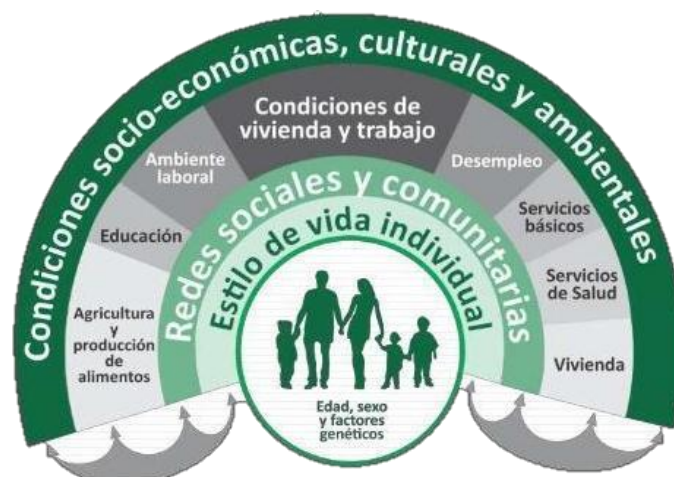 Condiciones socio-económicas, culturales y ambientales
Condiciones de
vivienda y trabajo
Ambiente
laboral
Desempleo
Educación
Servicios
básicos
Agricultura
y
producción
de
alimentos
Servicios
de Salud
Vivienda
Redes sociales y comunitarias
Estilo de vida individual
Edad, sexo
y factores
genéticos